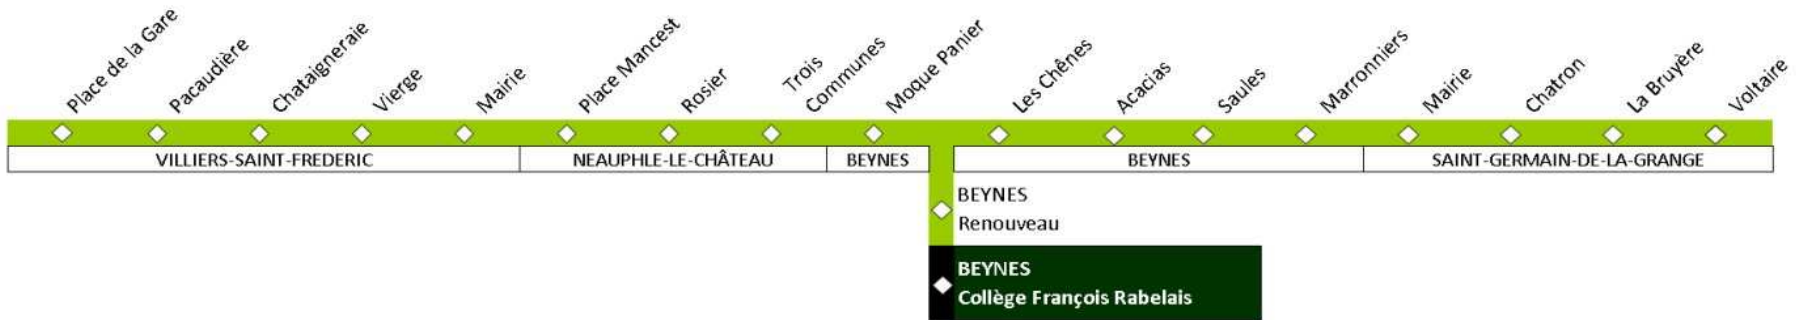 Place de la Gare
Pacaudière
Chataigneraie
Vierge
Mairie
Place Mancest
Rosier
Trois
Communes
Moque Panier
Les Chênes
Acacias
Saules
Marronniers
Mairie
Chatron
La Bruyère
Voltaire
VILLIERS-SAINT-FREDERIC
NEAUPHLE-LE-CHÂTEAU
BEYNES
BEYNES
SAINT-GERMAIN-DE-LA-GRANGE
BEYNES
Renouveau
BEYNES
Collège François Rabelais